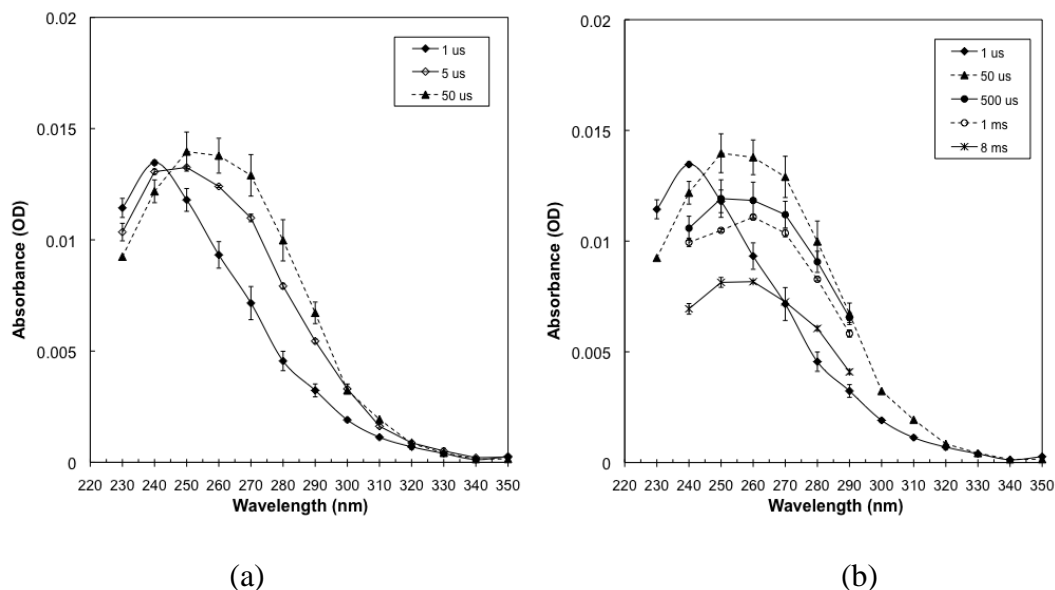 0.02
0.015
0.01
0.005
0
Absorbance (OD)
1 us
5 us
50 us
220 230 240 250 260 270 280 290 300 310 320 330 340 350
Wavelength (nm)
(a)
0.02
0.015
0.01
0.005
0
Absorbance (OD)
1 us
50 us
500 us
1 ms
8 ms
220 230 240 250 260 270 280 290 300 310 320 330 340 350
Wavelength (nm)
(b)